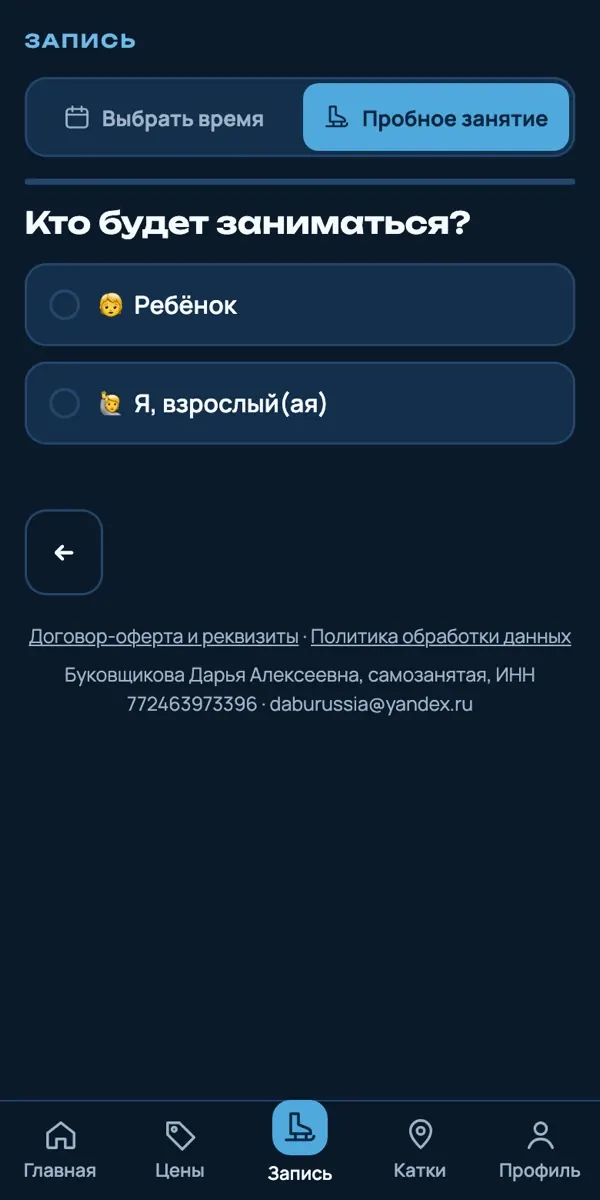 ЗАПИСЬ
Выбрать время
Пробное занятие
Кто будет заниматься?
🧒 Ребёнок
🙋 Я, взрослый(ая)
←
Договор-оферта и реквизиты · Политика обработки данных
Буковщикова Дарья Алексеевна, самозанятая, ИНН
772463973396 · daburussia@yandex.ru
Главная
Цены
Запись
Катки
Профиль